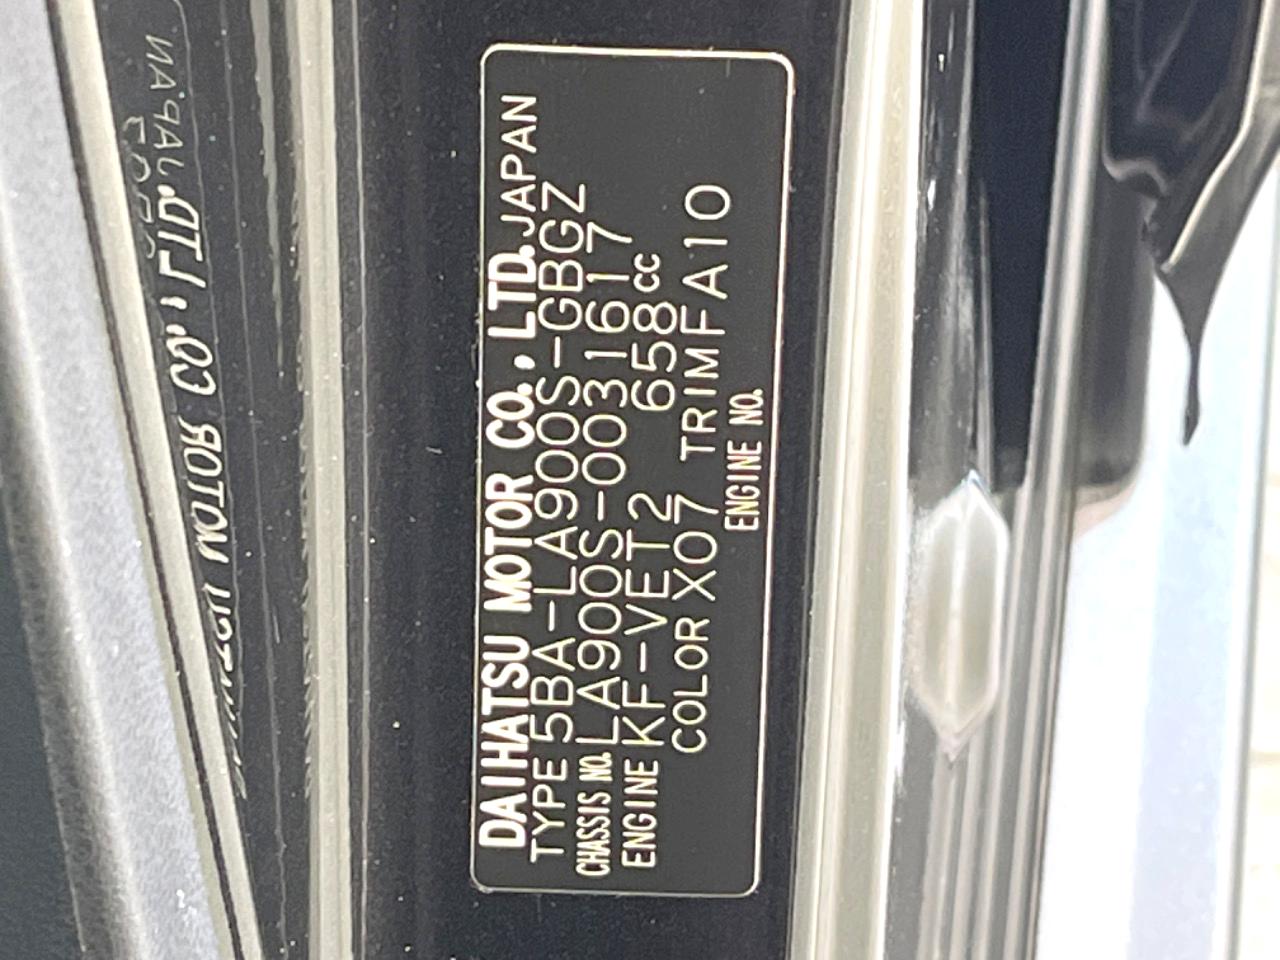 DAIHATSU MOTOR CO., LTD. JAPAN
TYPE 5BA-LA900S-GBGZ
CHASSIS NO. LA900S-0031617
ENGINE KF-VET2 658cc
COLOR X07 TRIM FA10
ENGINE NO.